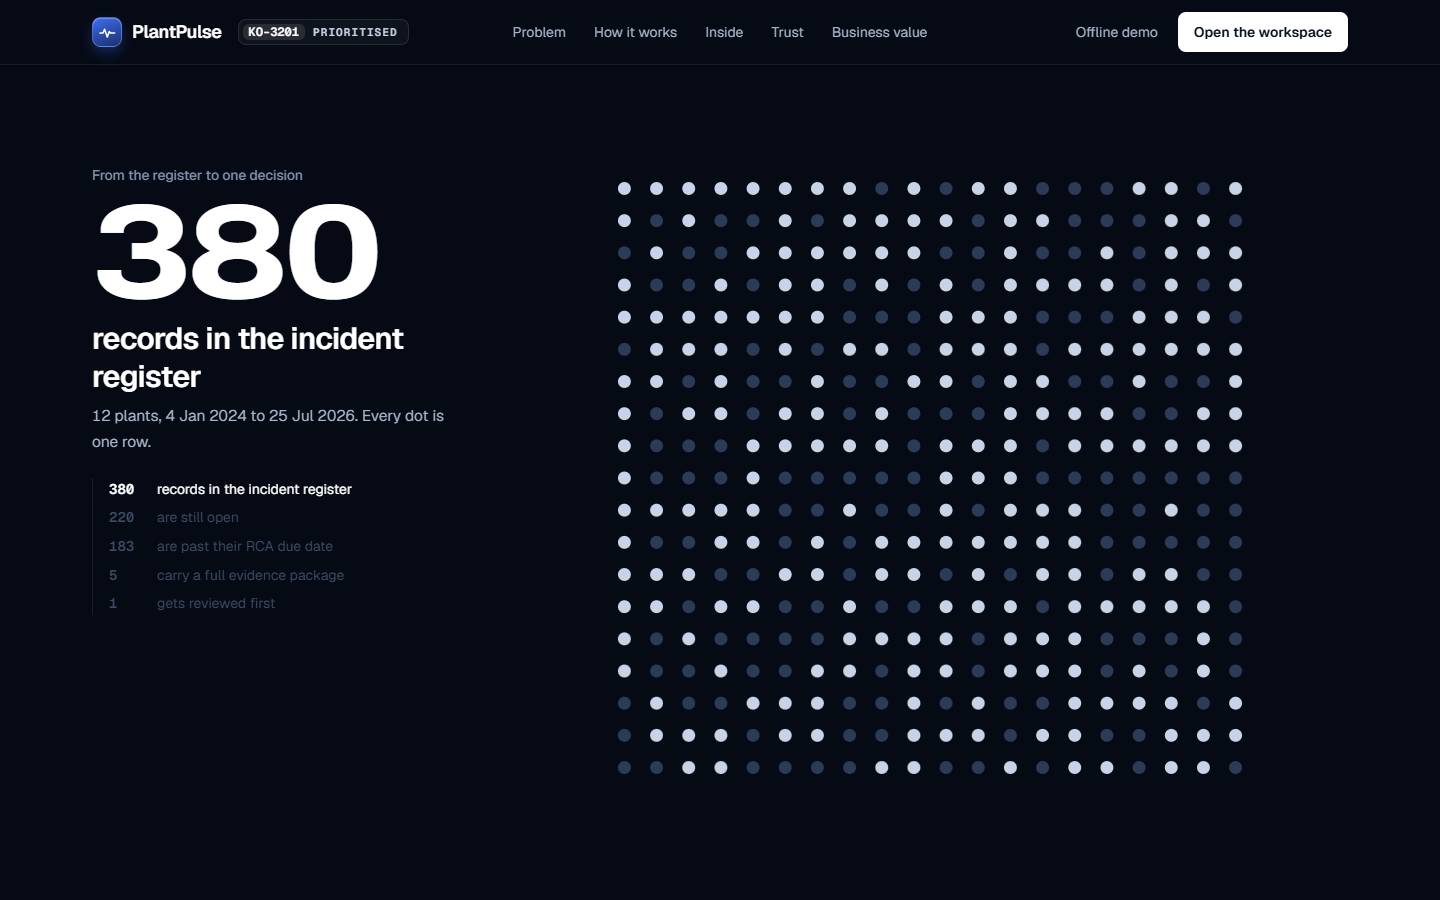 PlantPulse
KO-3201 PRIORITISED
Problem
How it works
Inside
Trust
Business value
Offline demo
Open the workspace
From the register to one decision
380
records in the incident
register
12 plants, 4 Jan 2024 to 25 Jul 2026. Every dot is
one row.
380 records in the incident register
220 are still open
183 are past their RCA due date
5 carry a full evidence package
1 gets reviewed first